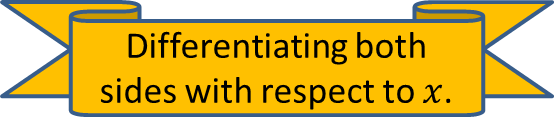 Differentiating both
sides with respect to 𝑥.